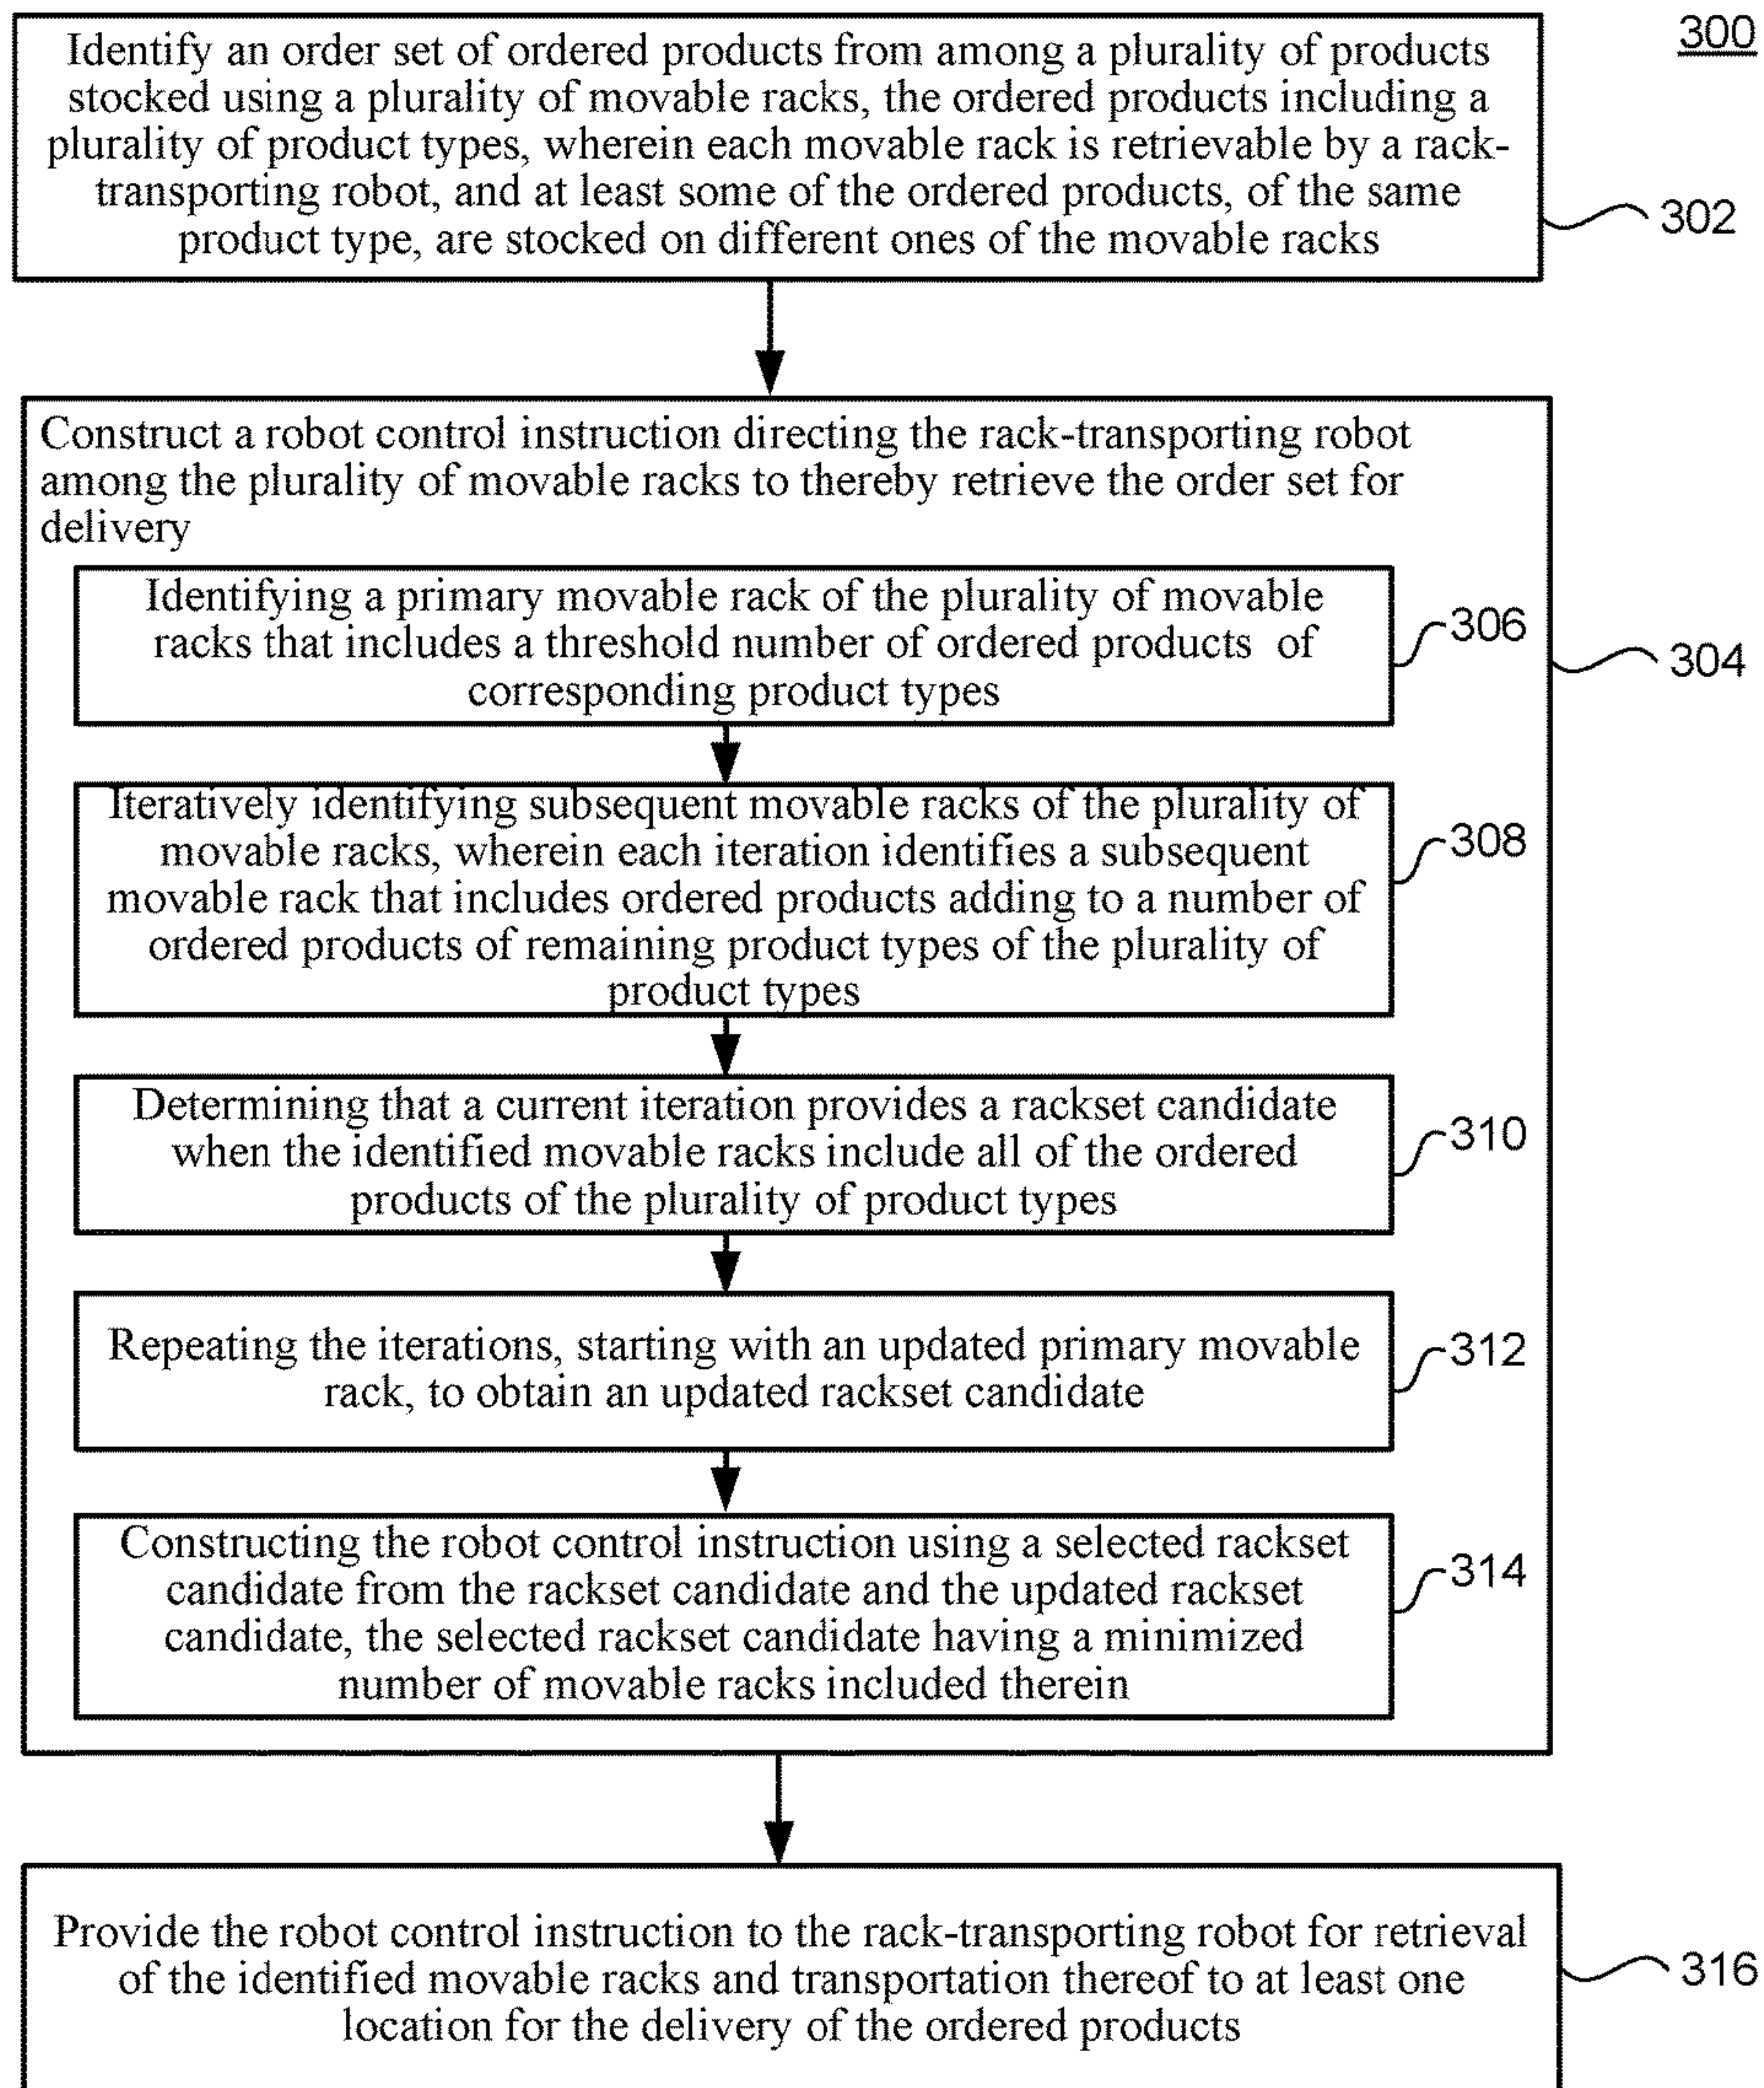 300
Identify an order set of ordered products from among a plurality of products
stocked using a plurality of movable racks, the ordered products including a
plurality of product types, wherein each movable rack is retrievable by a rack-
transporting robot, and at least some of the ordered products, of the same
product type, are stocked on different ones of the movable racks
302
Construct a robot control instruction directing the rack-transporting robot
among the plurality of movable racks to thereby retrieve the order set for
delivery
304
Identifying a primary movable rack of the plurality of movable
racks that includes a threshold number of ordered products of
corresponding product types
306
Iteratively identifying subsequent movable racks of the plurality of
movable racks, wherein each iteration identifies a subsequent
movable rack that includes ordered products adding to a number of
ordered products of remaining product types of the plurality of
product types
308
Determining that a current iteration provides a rackset candidate
when the identified movable racks include all of the ordered
products of the plurality of product types
310
Repeating the iterations, starting with an updated primary movable
rack, to obtain an updated rackset candidate
312
Constructing the robot control instruction using a selected rackset
candidate from the rackset candidate and the updated rackset
candidate, the selected rackset candidate having a minimized
number of movable racks included therein
314
Provide the robot control instruction to the rack-transporting robot for retrieval
of the identified movable racks and transportation thereof to at least one
location for the delivery of the ordered products
316